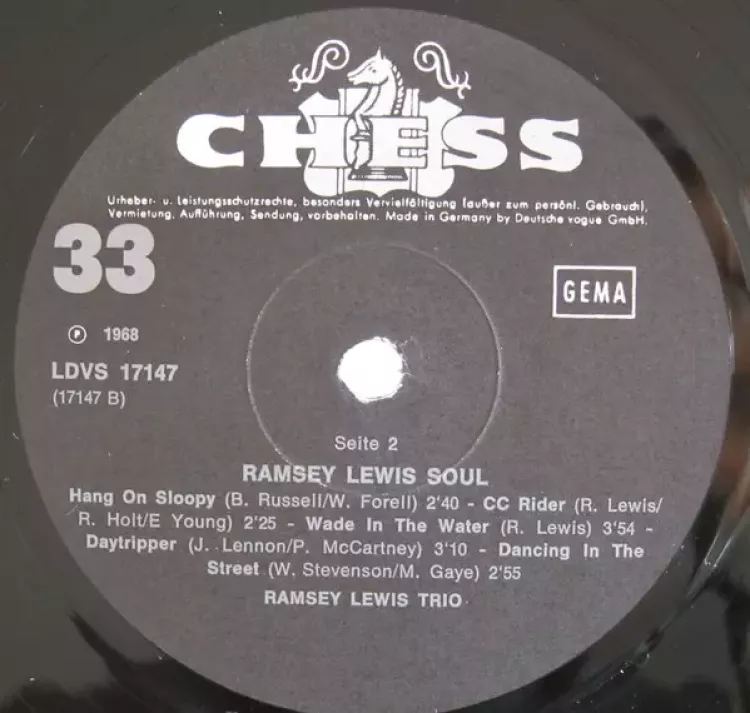 CHESS
Urheber- u. Leistungsschutzrechte, besonders Vervielfältigung (außer zum persönl. Gebrauch),
Vermietung, Aufführung, Sendung, vorbehalten. Made in Germany by Deutsche vogue GmbH.
33
GEMA
Ⓟ 1968
LDVS 17147
(17147 B)
Seite 2
RAMSEY LEWIS SOUL
Hang On Sloopy (B. Russell/W. Forell) 2'40 - CC Rider (R. Lewis/
R. Holt/E Young) 2'25 - Wade In The Water (R. Lewis) 3'54 -
Daytripper (J. Lennon/P. McCartney) 3'10 - Dancing In The
Street (W. Stevenson/M. Gaye) 2'55
RAMSEY LEWIS TRIO